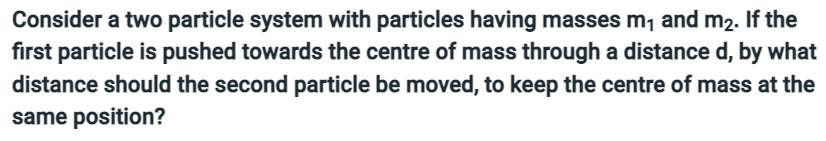 Consider a two particle system with particles having masses m₁ and m₂. If the
first particle is pushed towards the centre of mass through a distance d, by what
distance should the second particle be moved, to keep the centre of mass at the
same position?